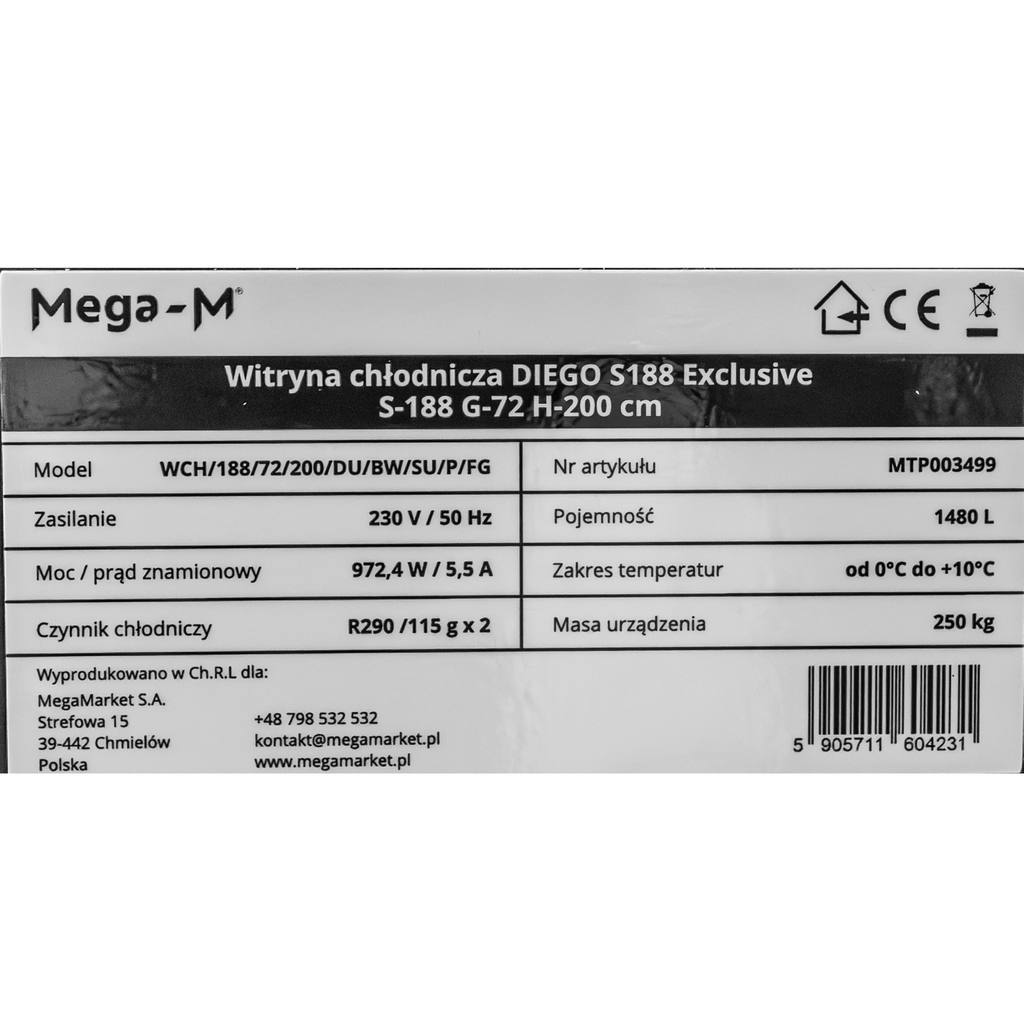 Mega-M®
CE
Witryna chłodnicza DIEGO S188 Exclusive
S-188 G-72 H-200 cm
Model WCH/188/72/200/DU/BW/SU/P/FG
Nr artykułu MTP003499
Zasilanie 230 V / 50 Hz
Pojemność 1480 L
Moc / prąd znamionowy 972,4 W / 5,5 A
Zakres temperatur od 0°C do +10°C
Czynnik chłodniczy R290 /115 g x 2
Masa urządzenia 250 kg
Wyprodukowano w Ch.R.L dla:
MegaMarket S.A.
Strefowa 15
39-442 Chmielów
Polska
+48 798 532 532
kontakt@megamarket.pl
www.megamarket.pl
5 905711 604231